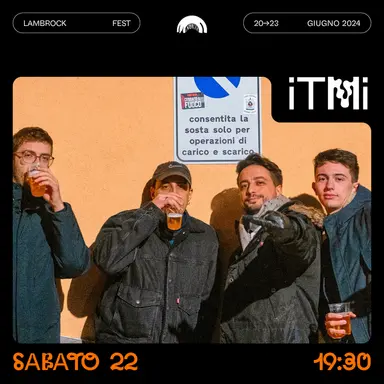 LAMBROCK
FEST
20→23
GIUGNO 2024
iTMi
consentita la
sosta solo per
operazioni di
carico e scarico
SABATO 22
19:30